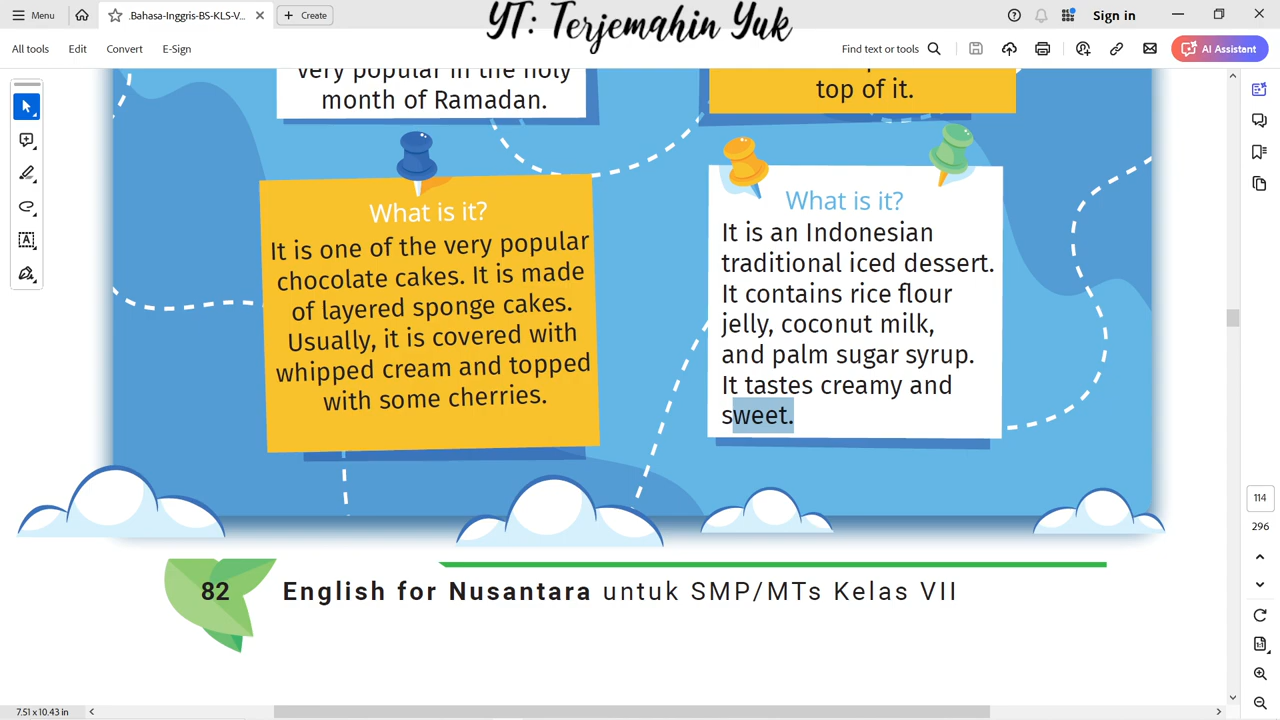 Menu
.Bahasa-Inggris-BS-KLS-V...
Create
YT: Terjemahin Yuk
Sign in
All tools
Edit
Convert
E-Sign
Find text or tools
AI Assistant
very popular in the holy
month of Ramadan.
top of it.
What is it?
It is one of the very popular
chocolate cakes. It is made
of layered sponge cakes.
Usually, it is covered with
whipped cream and topped
with some cherries.
What is it?
It is an Indonesian
traditional iced dessert.
It contains rice flour
jelly, coconut milk,
and palm sugar syrup.
It tastes creamy and
sweet.
82 English for Nusantara untuk SMP/MTs Kelas VII
114
296
7.51 x 10.43 in